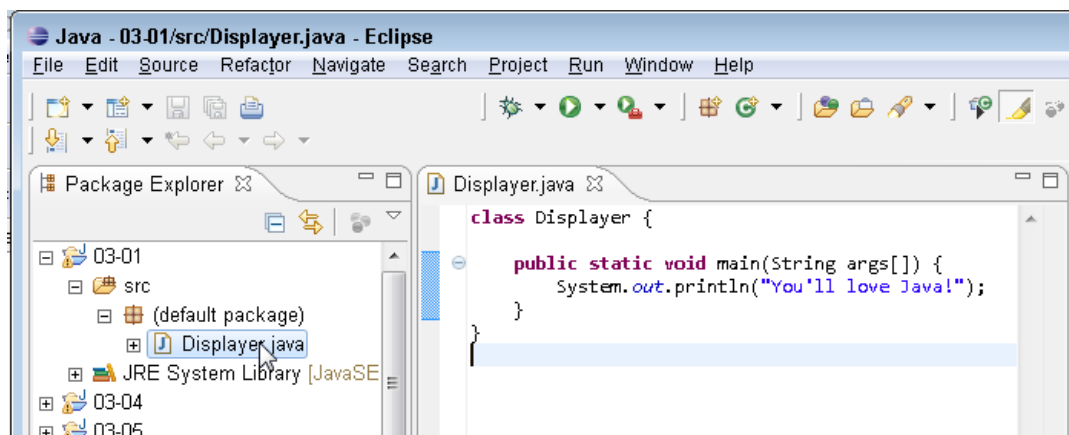 Java - 03-01/src/Displayer.java - Eclipse
File Edit Source Refactor Navigate Search Project Run Window Help
Package Explorer
03-01
src
(default package)
Displayer.java
JRE System Library [JavaSE
03-04
03-05
Displayer.java
class Displayer {
public static void main(String args[]) {
System.out.println("You'll love Java!");
}
}